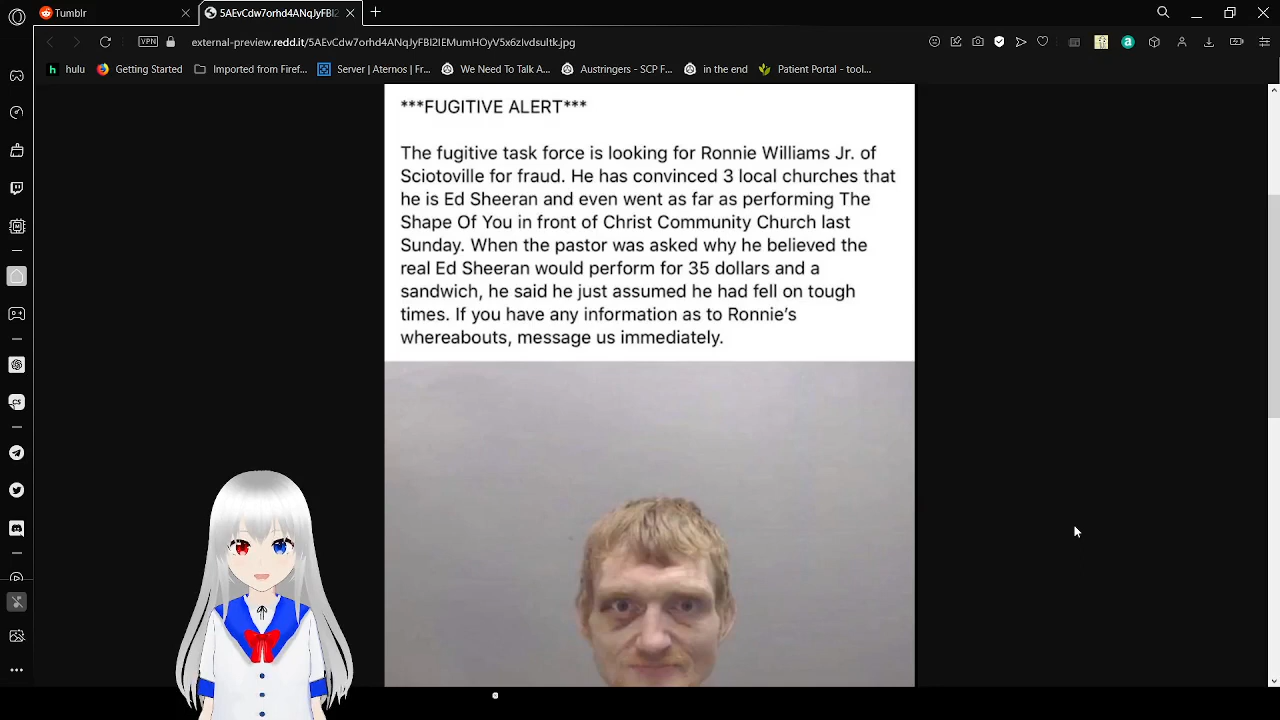 Tumblr
5AEvCdw7orhd4ANqJyFBI2
VPN
external-preview.redd.it/5AEvCdw7orhd4ANqJyFBI2IEMumHOyV5x6zIvdsultk.jpg
hulu Getting Started Imported from Firef... Server | Aternos | Fr... We Need To Talk A... Austringers - SCP F... in the end Patient Portal - tool...
***FUGITIVE ALERT***
The fugitive task force is looking for Ronnie Williams Jr. of
Sciotoville for fraud. He has convinced 3 local churches that
he is Ed Sheeran and even went as far as performing The
Shape Of You in front of Christ Community Church last
Sunday. When the pastor was asked why he believed the
real Ed Sheeran would perform for 35 dollars and a
sandwich, he said he just assumed he had fell on tough
times. If you have any information as to Ronnie's
whereabouts, message us immediately.